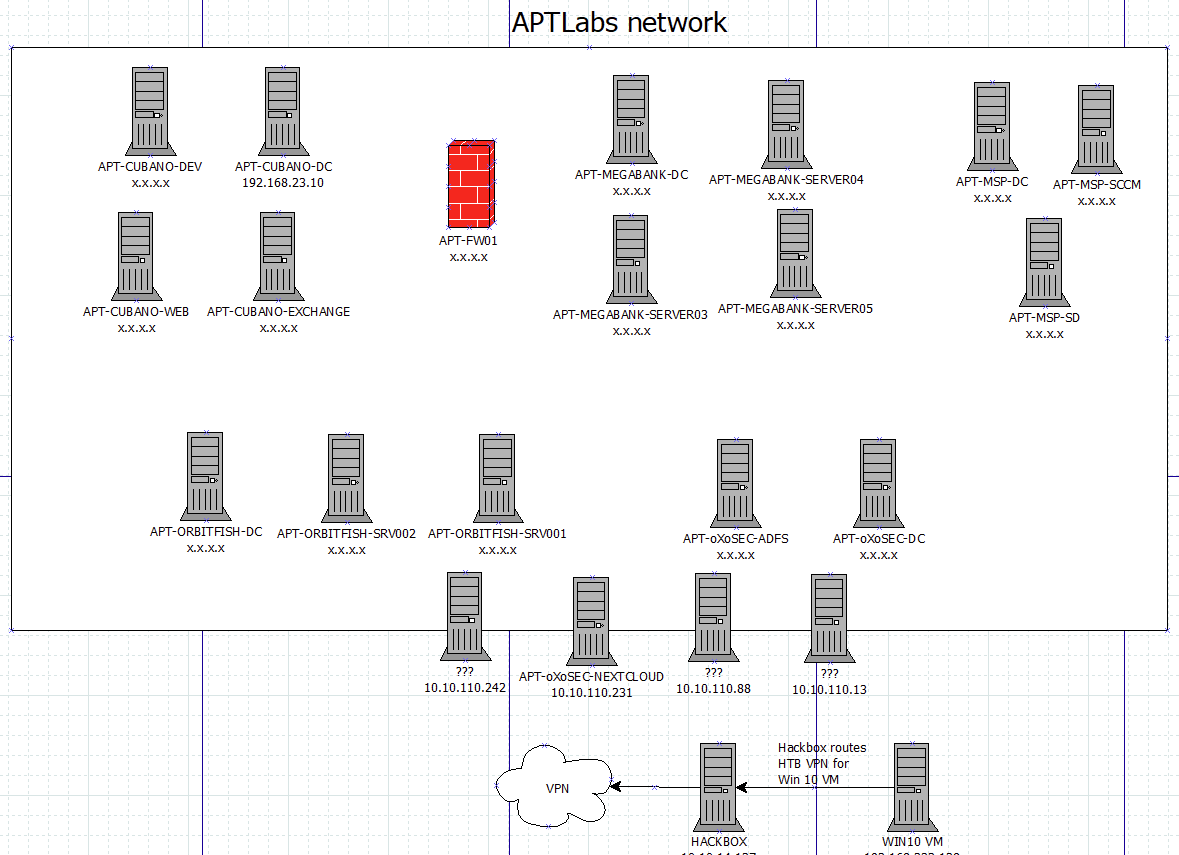 APTLabs network
APT-CUBANO-DEV
x.x.x.x
APT-CUBANO-DC
192.168.23.10
APT-FW01
x.x.x.x
APT-MEGABANK-DC
x.x.x.x
APT-MEGABANK-SERVER04
x.x.x.x
APT-MSP-DC
x.x.x.x
APT-MSP-SCCM
x.x.x.x
APT-CUBANO-WEB
x.x.x.x
APT-CUBANO-EXCHANGE
x.x.x.x
APT-MEGABANK-SERVER03
x.x.x.x
APT-MEGABANK-SERVER05
x.x.x.x
APT-MSP-SD
x.x.x.x
APT-ORBITFISH-DC
x.x.x.x
APT-ORBITFISH-SRV002
x.x.x.x
APT-ORBITFISH-SRV001
x.x.x.x
APT-oXoSEC-ADFS
x.x.x.x
APT-oXoSEC-DC
x.x.x.x
???
10.10.110.242
APT-oXoSEC-NEXTCLOUD
10.10.110.231
???
10.10.110.88
???
10.10.110.13
VPN
Hackbox routes
HTB VPN for
Win 10 VM
HACKBOX
WIN10 VM